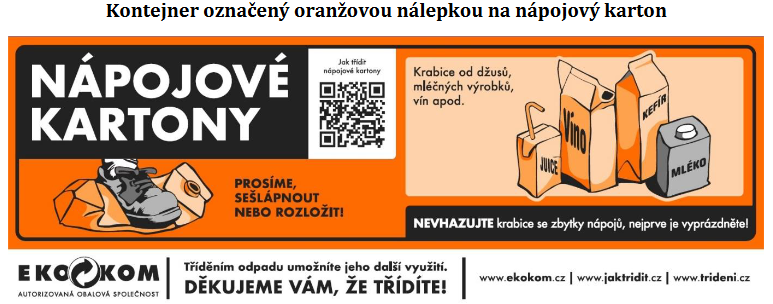 Kontejner označený oranžovou nálepkou na nápojový karton
NÁPOJOVÉ
KARTONY
Jak třídit
nápojové kartony
Krabice od džusů,
mléčných výrobků,
vín apod.
JUICE
Víno
KEFÍR
MLÉKO
PROSÍME,
SEŠLÁPNOUT
NEBO ROZLOŽIT!
NEVHAZUJTE krabice se zbytky nápojů, nejprve je vyprázdněte!
EKO KOM
AUTORIZOVANÁ OBALOVÁ SPOLEČNOST
Tříděním odpadu umožníte jeho další využití.
DĚKUJEME VÁM, ŽE TŘÍDÍTE!
www.ekokom.cz | www.jaktridit.cz | www.trideni.cz